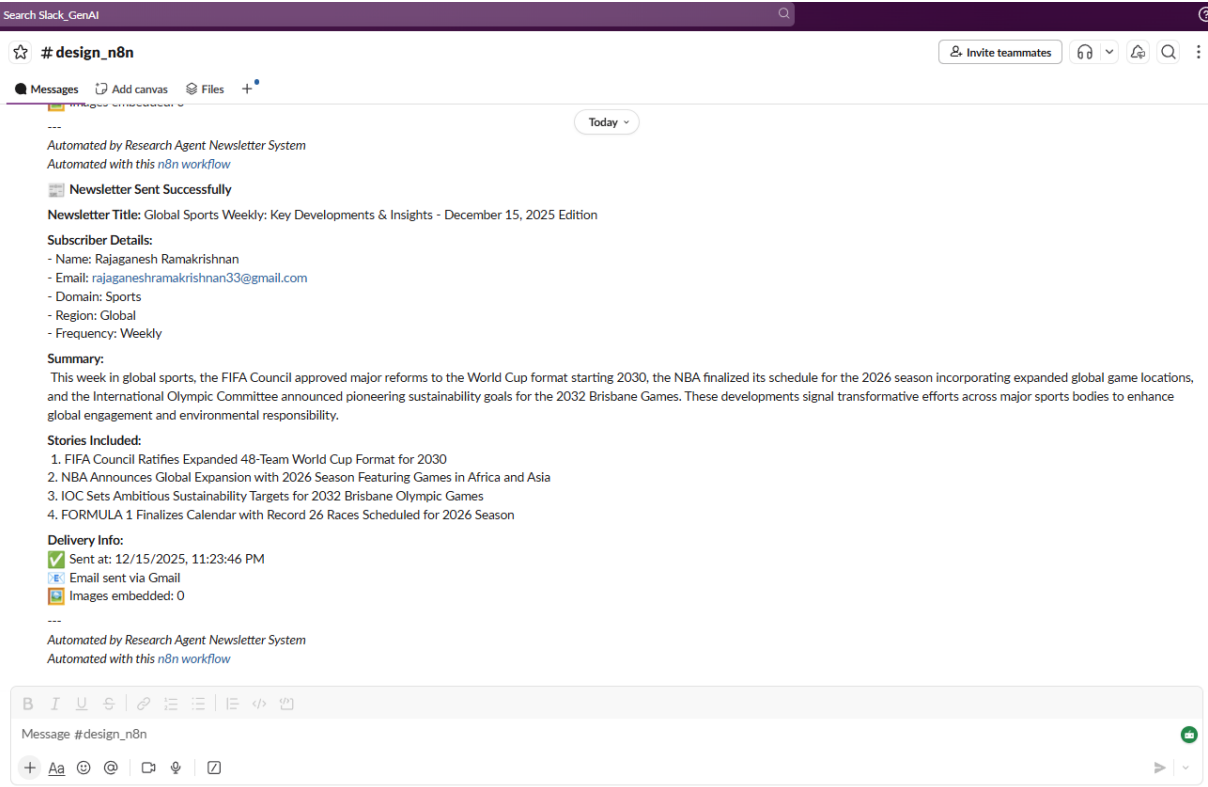 Search Slack_GenAI
# design_n8n
Invite teammates
Messages Add canvas Files +
Images embedded: 0
Today
---
Automated by Research Agent Newsletter System
Automated with this n8n workflow
Newsletter Sent Successfully
Newsletter Title: Global Sports Weekly: Key Developments & Insights - December 15, 2025 Edition
Subscriber Details:
- Name: Rajaganesh Ramakrishnan
- Email: rajaganeshramakrishnan33@gmail.com
- Domain: Sports
- Region: Global
- Frequency: Weekly
Summary:
This week in global sports, the FIFA Council approved major reforms to the World Cup format starting 2030, the NBA finalized its schedule for the 2026 season incorporating expanded global game locations,
and the International Olympic Committee announced pioneering sustainability goals for the 2032 Brisbane Games. These developments signal transformative efforts across major sports bodies to enhance
global engagement and environmental responsibility.
Stories Included:
1. FIFA Council Ratifies Expanded 48-Team World Cup Format for 2030
2. NBA Announces Global Expansion with 2026 Season Featuring Games in Africa and Asia
3. IOC Sets Ambitious Sustainability Targets for 2032 Brisbane Olympic Games
4. FORMULA 1 Finalizes Calendar with Record 26 Races Scheduled for 2026 Season
Delivery Info:
Sent at: 12/15/2025, 11:23:46 PM
Email sent via Gmail
Images embedded: 0
---
Automated by Research Agent Newsletter System
Automated with this n8n workflow
B I U S
Message #design_n8n
+ Aa @